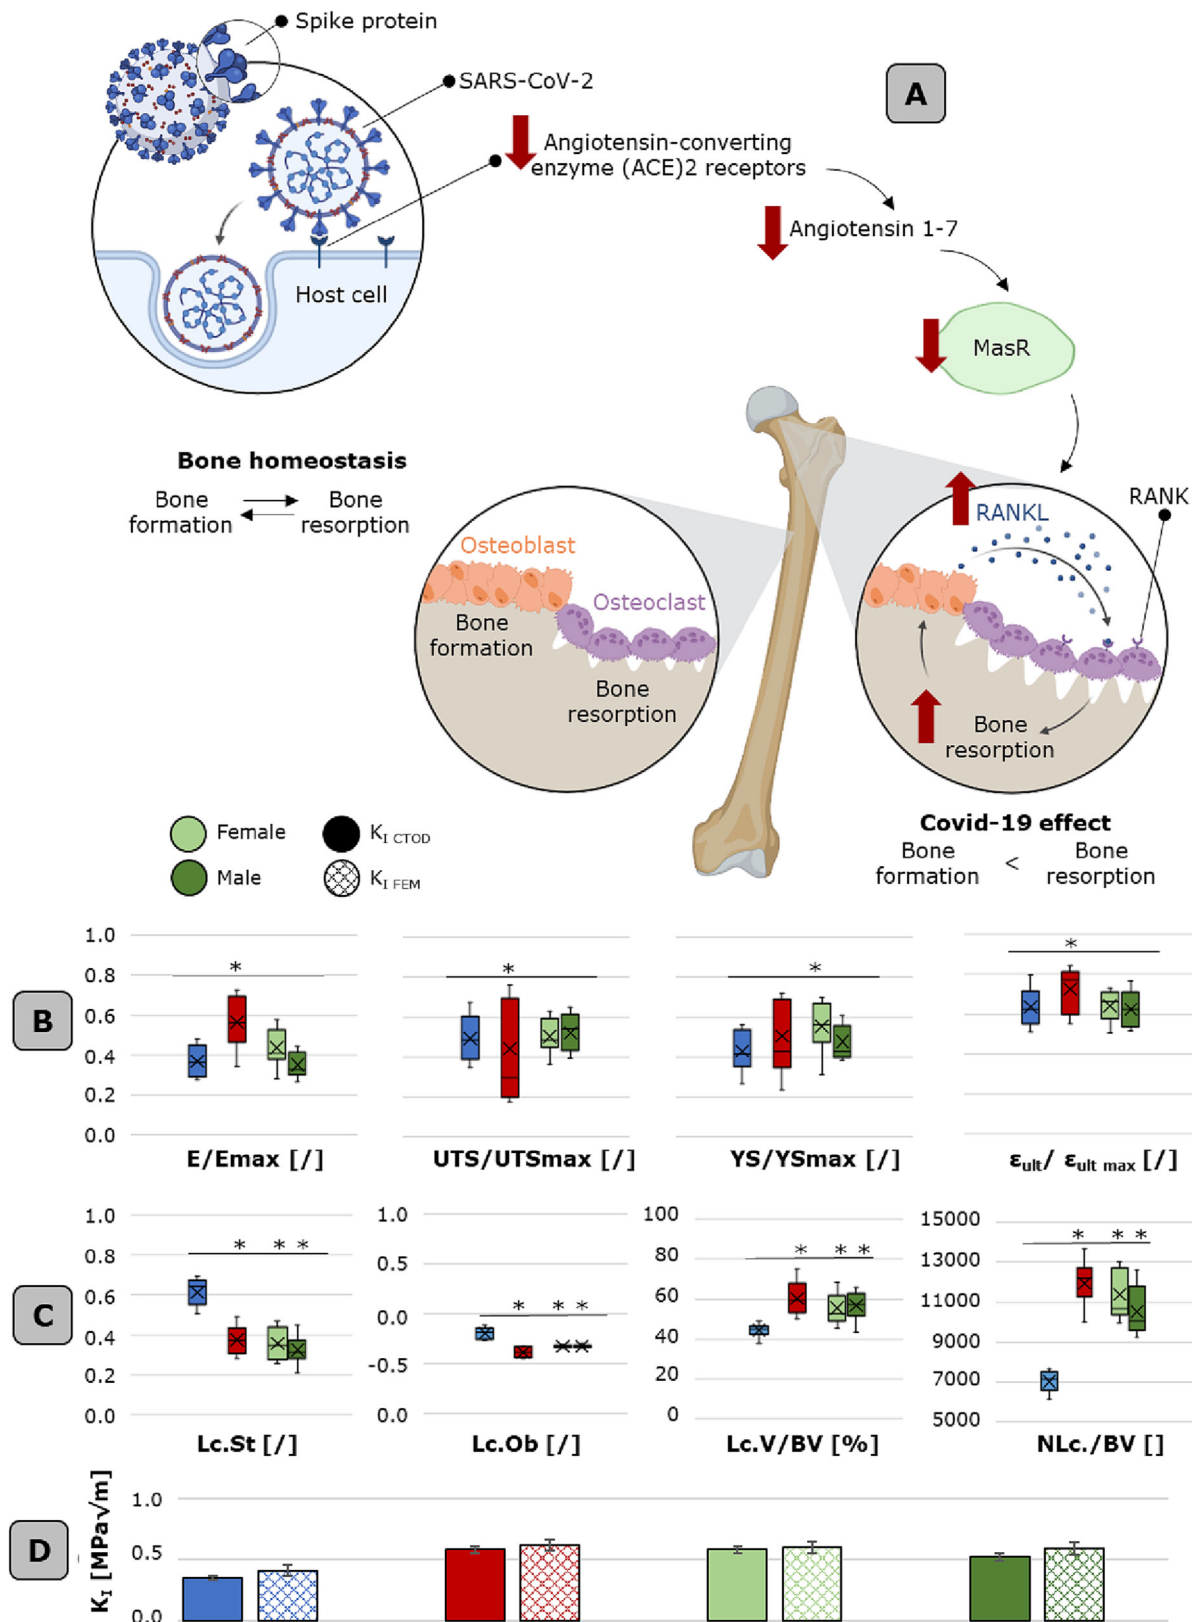 Spike protein
SARS-CoV-2
A
Angiotensin-converting
enzyme (ACE)2 receptors
Angiotensin 1-7
Host cell
MasR
Bone homeostasis
Bone formation
Bone resorption
RANK
RANKL
Osteoblast
Osteoclast
Bone
formation
Bone
resorption
Bone
resorption
Covid-19 effect
Bone formation
<
Bone resorption
Female
Male
K_I CTOD
K_I FEM
B
1.0
0.8
0.6
0.4
0.2
0.0
*
*
*
*
E/Emax [/]
UTS/UTSmax [/]
YS/YSmax [/]
ε_ult/ ε_ult max [/]
C
1.0
0.8
0.6
0.4
0.2
0.0
* * *
Lc.St [/]
1.0
0.5
0.0
-0.5
0.0
* * *
Lc.Ob [/]
100
80
60
40
20
0
* * *
Lc.V/BV [%]
15000
13000
11000
9000
7000
5000
* * *
NLc./BV []
D
K_I [MPa√m]
1.0
0.5
0.0